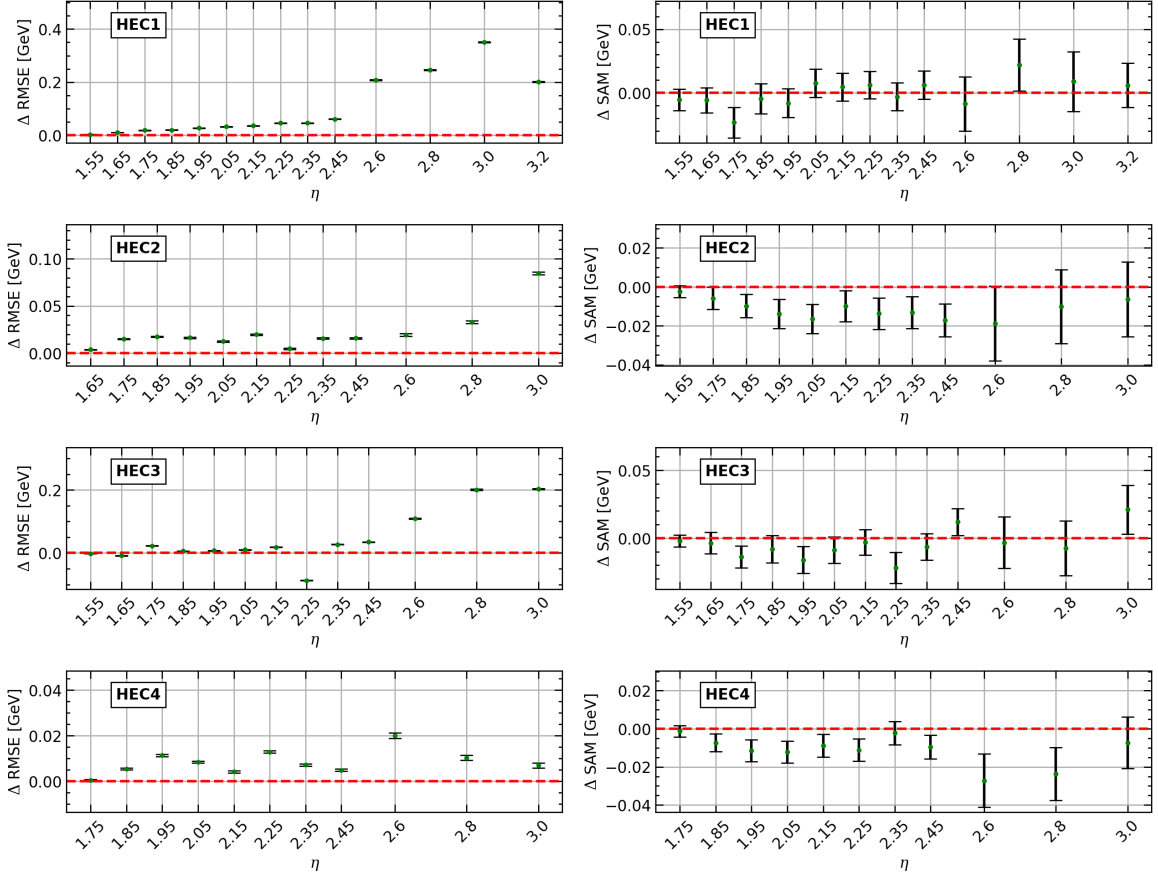 HEC1
Δ RMSE [GeV]
0.4
0.2
0.0
1.55 1.65 1.75 1.85 1.95 2.05 2.15 2.25 2.35 2.45 2.6 2.8 3.0 3.2
η
HEC1
Δ SAM [GeV]
0.05
0.00
1.55 1.65 1.75 1.85 1.95 2.05 2.15 2.25 2.35 2.45 2.6 2.8 3.0 3.2
η
HEC2
Δ RMSE [GeV]
0.10
0.05
0.00
1.65 1.75 1.85 1.95 2.05 2.15 2.25 2.35 2.45 2.6 2.8 3.0
η
HEC2
Δ SAM [GeV]
0.02
0.00
−0.02
−0.04
1.65 1.75 1.85 1.95 2.05 2.15 2.25 2.35 2.45 2.6 2.8 3.0
η
HEC3
Δ RMSE [GeV]
0.2
0.0
1.55 1.65 1.75 1.85 1.95 2.05 2.15 2.25 2.35 2.45 2.6 2.8 3.0
η
HEC3
Δ SAM [GeV]
0.05
0.00
1.55 1.65 1.75 1.85 1.95 2.05 2.15 2.25 2.35 2.45 2.6 2.8 3.0
η
HEC4
Δ RMSE [GeV]
0.04
0.02
0.00
1.75 1.85 1.95 2.05 2.15 2.25 2.35 2.45 2.6 2.8 3.0
η
HEC4
Δ SAM [GeV]
0.02
0.00
−0.02
−0.04
1.75 1.85 1.95 2.05 2.15 2.25 2.35 2.45 2.6 2.8 3.0
η